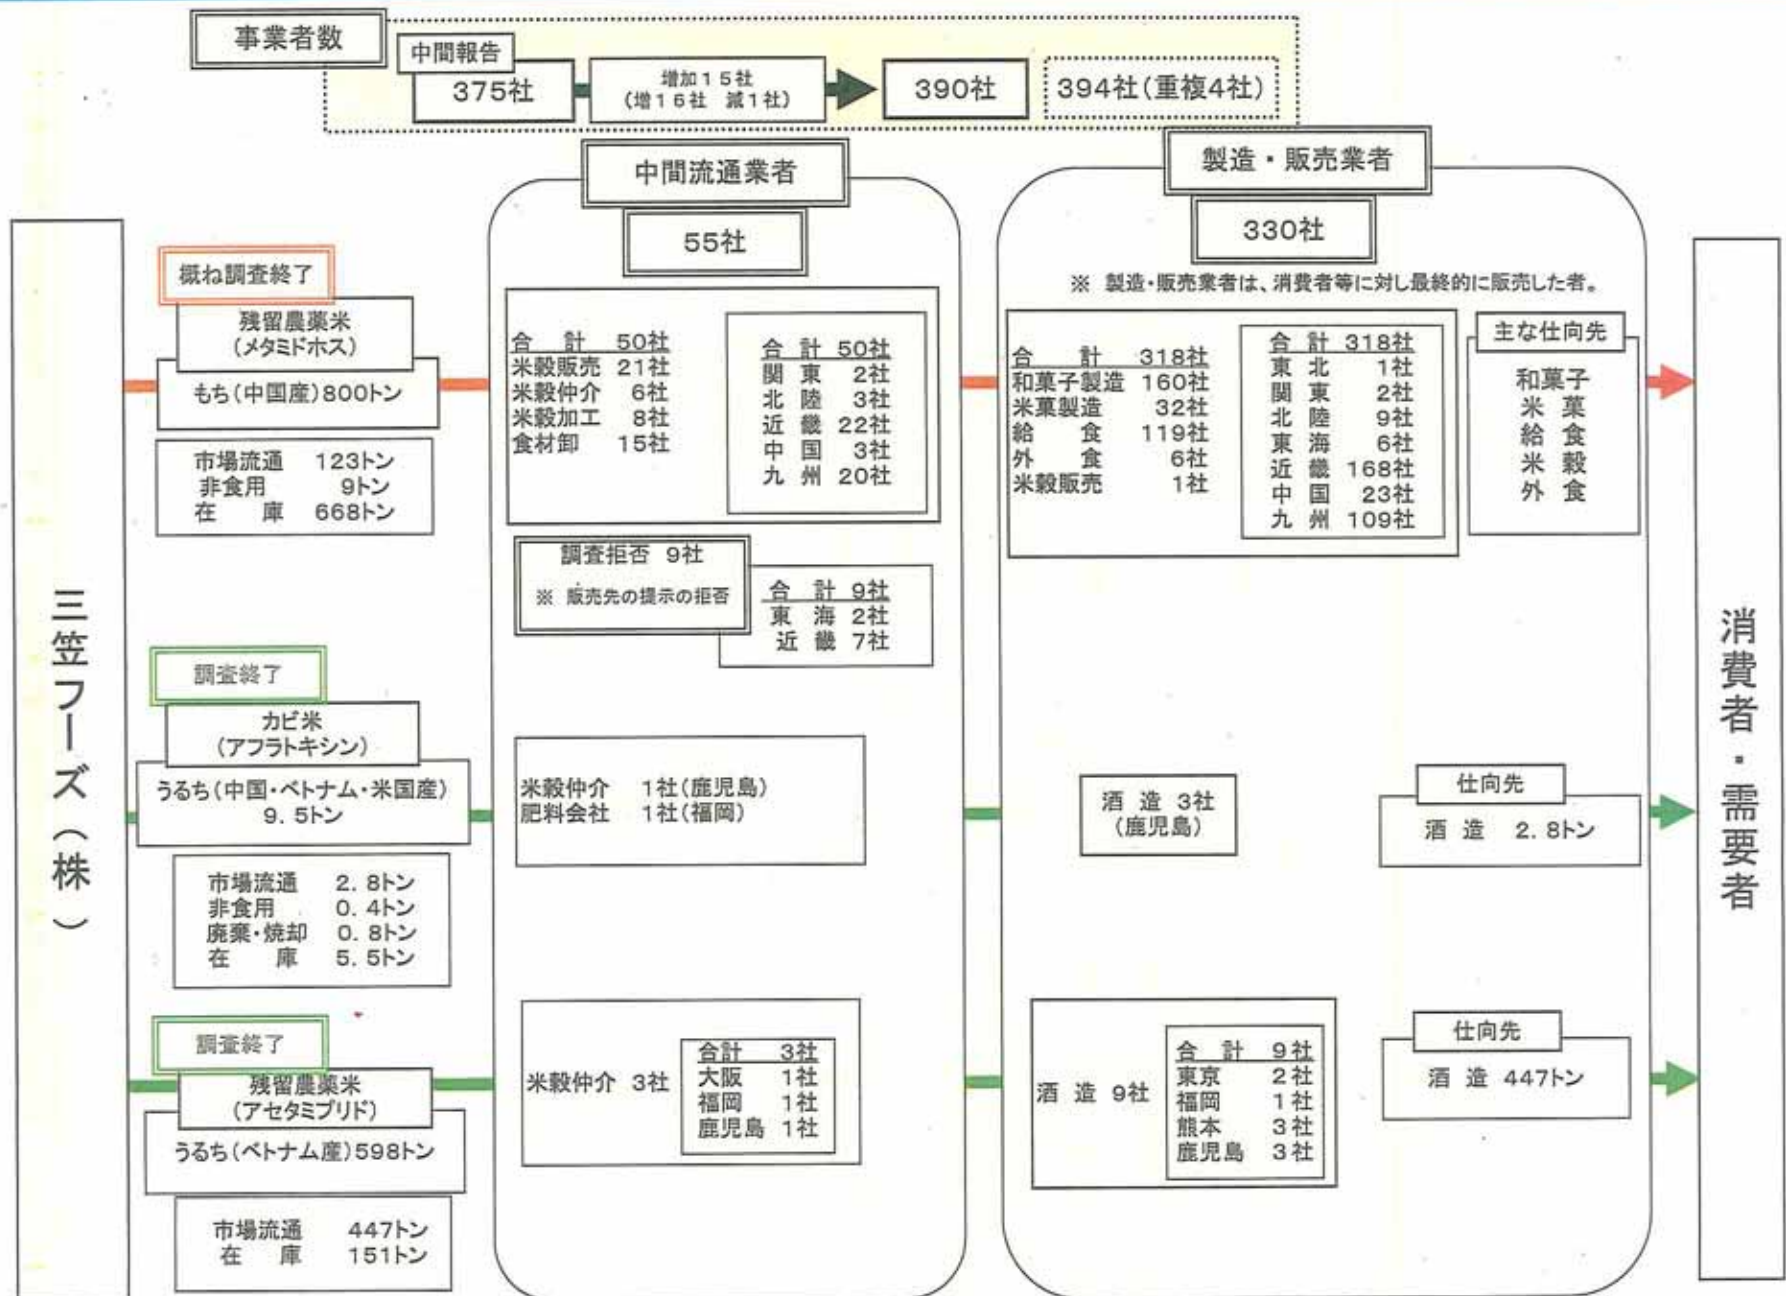 事業者数
中間報告
375社
増加15社
(増16社 減1社)
390社
394社(重複4社)
中間流通業者
55社
製造・販売業者
330社
※ 製造・販売業者は、消費者等に対し最終的に販売した者。
三笠フーズ(株)
概ね調査終了
残留農薬米
(メタミドホス)
もち(中国産)800トン
市場流通 123トン
非食用 9トン
在庫 668トン
合計 50社
米穀販売 21社
米穀仲介 6社
米穀加工 8社
食材卸 15社
合計 50社
関東 2社
北陸 3社
近畿 22社
中国 3社
九州 20社
調査拒否 9社
※ 販売先の提示の拒否
合計 9社
東海 2社
近畿 7社
合計 318社
和菓子製造 160社
米菓製造 32社
給食 119社
外食 6社
米穀販売 1社
合計 318社
東北 1社
関東 2社
北陸 9社
東海 6社
近畿 168社
中国 23社
九州 109社
主な仕向先
和菓子
米菓
給食
米穀
外食
調査終了
カビ米
(アフラトキシン)
うるち(中国・ベトナム・米国産)
9.5トン
市場流通 2.8トン
非食用 0.4トン
廃棄・焼却 0.8トン
在庫 5.5トン
米穀仲介 1社(鹿児島)
肥料会社 1社(福岡)
酒造 3社
(鹿児島)
仕向先
酒造 2.8トン
調査終了
残留農薬米
(アセタミプリド)
うるち(ベトナム産)598トン
市場流通 447トン
在庫 151トン
米穀仲介 3社
合計 3社
大阪 1社
福岡 1社
鹿児島 1社
酒造 9社
合計 9社
東京 2社
福岡 1社
熊本 3社
鹿児島 3社
仕向先
酒造 447トン
消費者・需要者